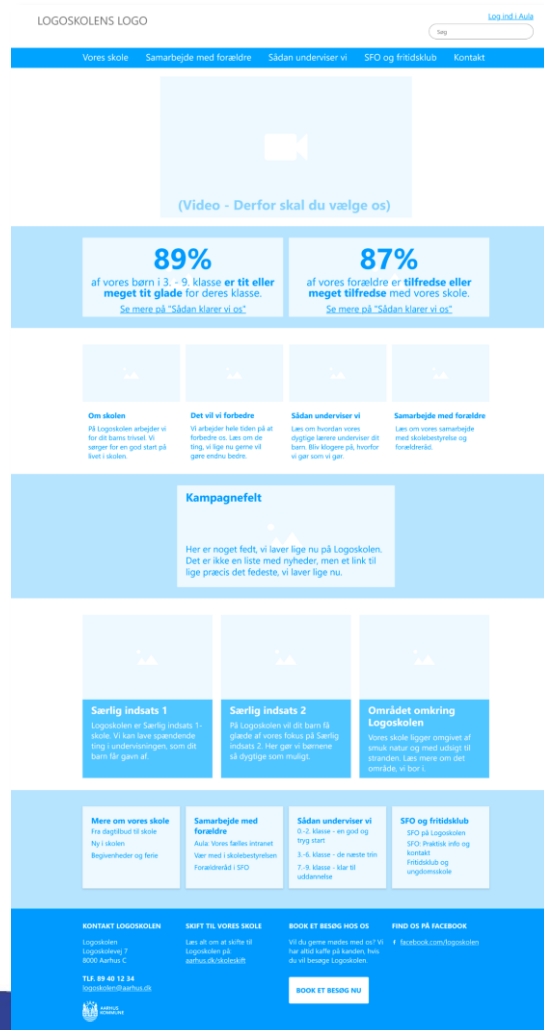 LOGOSKOLENS LOGO
Log ind i Aula
Søg
Vores skole Samarbejde med forældre Sådan underviser vi SFO og fritidsklub Kontakt
(Video - Derfor skal du vælge os)
89%
af vores børn i 3. - 9. klasse er tit eller
meget tit glade for deres klasse.
Se mere på "Sådan klarer vi os"
87%
af vores forældre er tilfredse eller
meget tilfredse med vores skole.
Se mere på "Sådan klarer vi os"
Om skolen
På Logoskolen arbejder vi
for dit barns trivsel. Vi
sørger for en god start på
livet i skolen.
Det vil vi forbedre
Vi arbejder hele tiden på at
forbedre os. Læs om de
ting, vi lige nu gerne vil
gøre endnu bedre.
Sådan underviser vi
Læs om hvordan vores
dygtige lærere underviser dit
barn. Bliv klogere på, hvorfor
vi gør som vi gør.
Samarbejde med
forældre
Læs om vores samarbejde
med skolebestyrelse og
forældreråd.
Kampagnefelt
Her er noget fedt, vi laver lige nu på Logoskolen.
Det er ikke en liste med nyheder, men et link til
lige præcis det fedeste, vi laver lige nu.
Særlig indsats 1
Logoskolen er Særlig indsats 1-
skole. Vi kan lave spændende
ting i undervisningen, som dit
barn får gavn af.
Særlig indsats 2
På Logoskolen vil dit barn få
glæde af vores fokus på Særlig
indsats 2. Her gør vi børnene
så dygtige som muligt.
Området omkring
Logoskolen
Vores skole ligger omgivet af
smuk natur og med udsigt til
stranden. Læs mere om det
område, vi bor i.
Mere om vores skole
Fra dagtilbud til skole
Ny i skolen
Begivenheder og ferie
Samarbejde med
forældre
Aula: Vores fælles intranet
Vær med i skolebestyrelsen
Forældreråd i SFO
Sådan underviser vi
0.-2. klasse - en god og
tryg start
3.-6. klasse - de næste trin
7.-9. klasse - klar til
uddannelse
SFO og fritidsklub
SFO på Logoskolen
SFO: Praktisk info og
kontakt
Fritidsklub og
ungdomsskole
KONTAKT LOGOSKOLEN
Logoskolen
Logoskolevej 7
8000 Aarhus C
TLF. 89 40 12 34
logoskolen@aarhus.dk
AARHUS
KOMMUNE
SKIFT TIL VORES SKOLE
Læs alt om at skifte til
Logoskolen på:
aarhus.dk/skoleskift
BOOK ET BESØG HOS OS
Vil du gerne mødes med os? Vi
har altid kaffe på kanden, hvis
du vil besøge Logoskolen.
BOOK ET BESØG NU
FIND OS PÅ FACEBOOK
f facebook.com/logoskolen